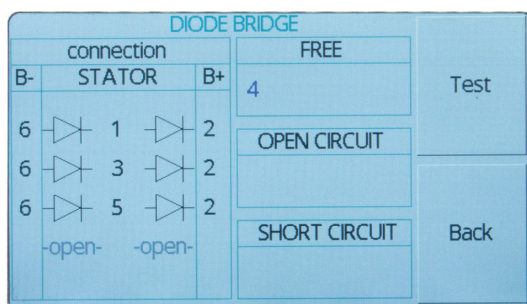 DIODE BRIDGE
connection
B- STATOR B+
6 1 2
6 3 2
6 5 2
-open- -open-
FREE
4
OPEN CIRCUIT
SHORT CIRCUIT
Test
Back